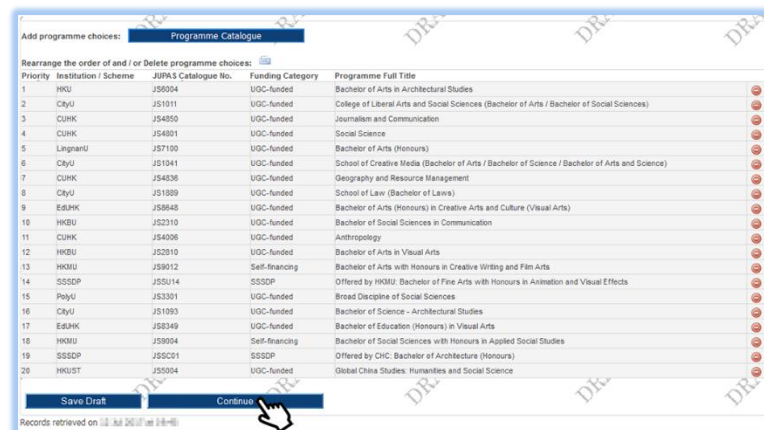 Add programme choices: Programme Catalogue
Rearrange the order of and / or Delete programme choices:
Priority Institution / Scheme JUPAS Catalogue No. Funding Category Programme Full Title
1 HKU JS6004 UGC-funded Bachelor of Arts in Architectural Studies
2 CityU JS1011 UGC-funded College of Liberal Arts and Social Sciences (Bachelor of Arts / Bachelor of Social Sciences)
3 CUHK JS4850 UGC-funded Journalism and Communication
4 CUHK JS4801 UGC-funded Social Science
5 LingnanU JS7100 UGC-funded Bachelor of Arts (Honours)
6 CityU JS1041 UGC-funded School of Creative Media (Bachelor of Arts / Bachelor of Science / Bachelor of Arts and Science)
7 CUHK JS4836 UGC-funded Geography and Resource Management
8 CityU JS1889 UGC-funded School of Law (Bachelor of Laws)
9 EdUHK JS8648 UGC-funded Bachelor of Arts (Honours) in Creative Arts and Culture (Visual Arts)
10 HKBU JS2310 UGC-funded Bachelor of Social Sciences in Communication
11 CUHK JS4006 UGC-funded Anthropology
12 HKBU JS2810 UGC-funded Bachelor of Arts in Visual Arts
13 HKMU JS9012 Self-financing Bachelor of Arts with Honours in Creative Writing and Film Arts
14 SSSDP JSSU14 SSSDP Offered by HKMU: Bachelor of Fine Arts with Honours in Animation and Visual Effects
15 PolyU JS3301 UGC-funded Broad Discipline of Social Sciences
16 CityU JS1093 UGC-funded Bachelor of Science - Architectural Studies
17 EdUHK JS8349 UGC-funded Bachelor of Education (Honours) in Visual Arts
18 HKMU JS9004 Self-financing Bachelor of Social Sciences with Honours in Applied Social Studies
19 SSSDP JSSC01 SSSDP Offered by CHC: Bachelor of Architecture (Honours)
20 HKUST JS5004 UGC-funded Global China Studies: Humanities and Social Science
Save Draft Continue
Records retrieved on